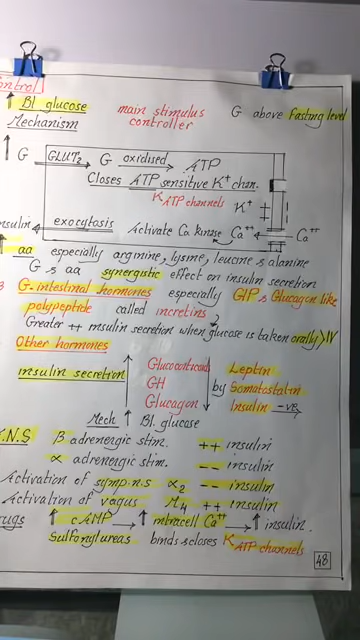 ontrol
↑ Bl. glucose main stimulus G above Fasting level
Mechanism controller
↑ G GLUT2 G oxidised ATP
Closes ATP sensitive K⁺ chan.
K ATP channels K⁺ ++
nsulin exocytosis Activate Ca. kinase Ca⁺⁺ Ca⁺⁺
↑ aa especially arginine, lysine, leucine & alanine
G & aa synergistic effect on insulin secretion
G. intestinal hormones especially GIP & Glucagon like
polypeptide called incretins
Greater ++ insulin secretion when glucose is taken orally > IV
Other hormones
insulin secretion ↑ Glucocorticoid ↓ by Leptin
GH Somatostatin
Glucagon Insulin -ve
Mech ↑ Bl. glucose
N.S β adrenergic stim. ++ insulin
α adrenergic stim. -- insulin
Activation of symp. n.s α2 -- insulin
Activation of vagus M4 ++ insulin
rugs ↑ cAMP → ↑ intracell Ca⁺⁺ → ↑ insulin.
Sulfonylureas binds & closes K ATP channels
48